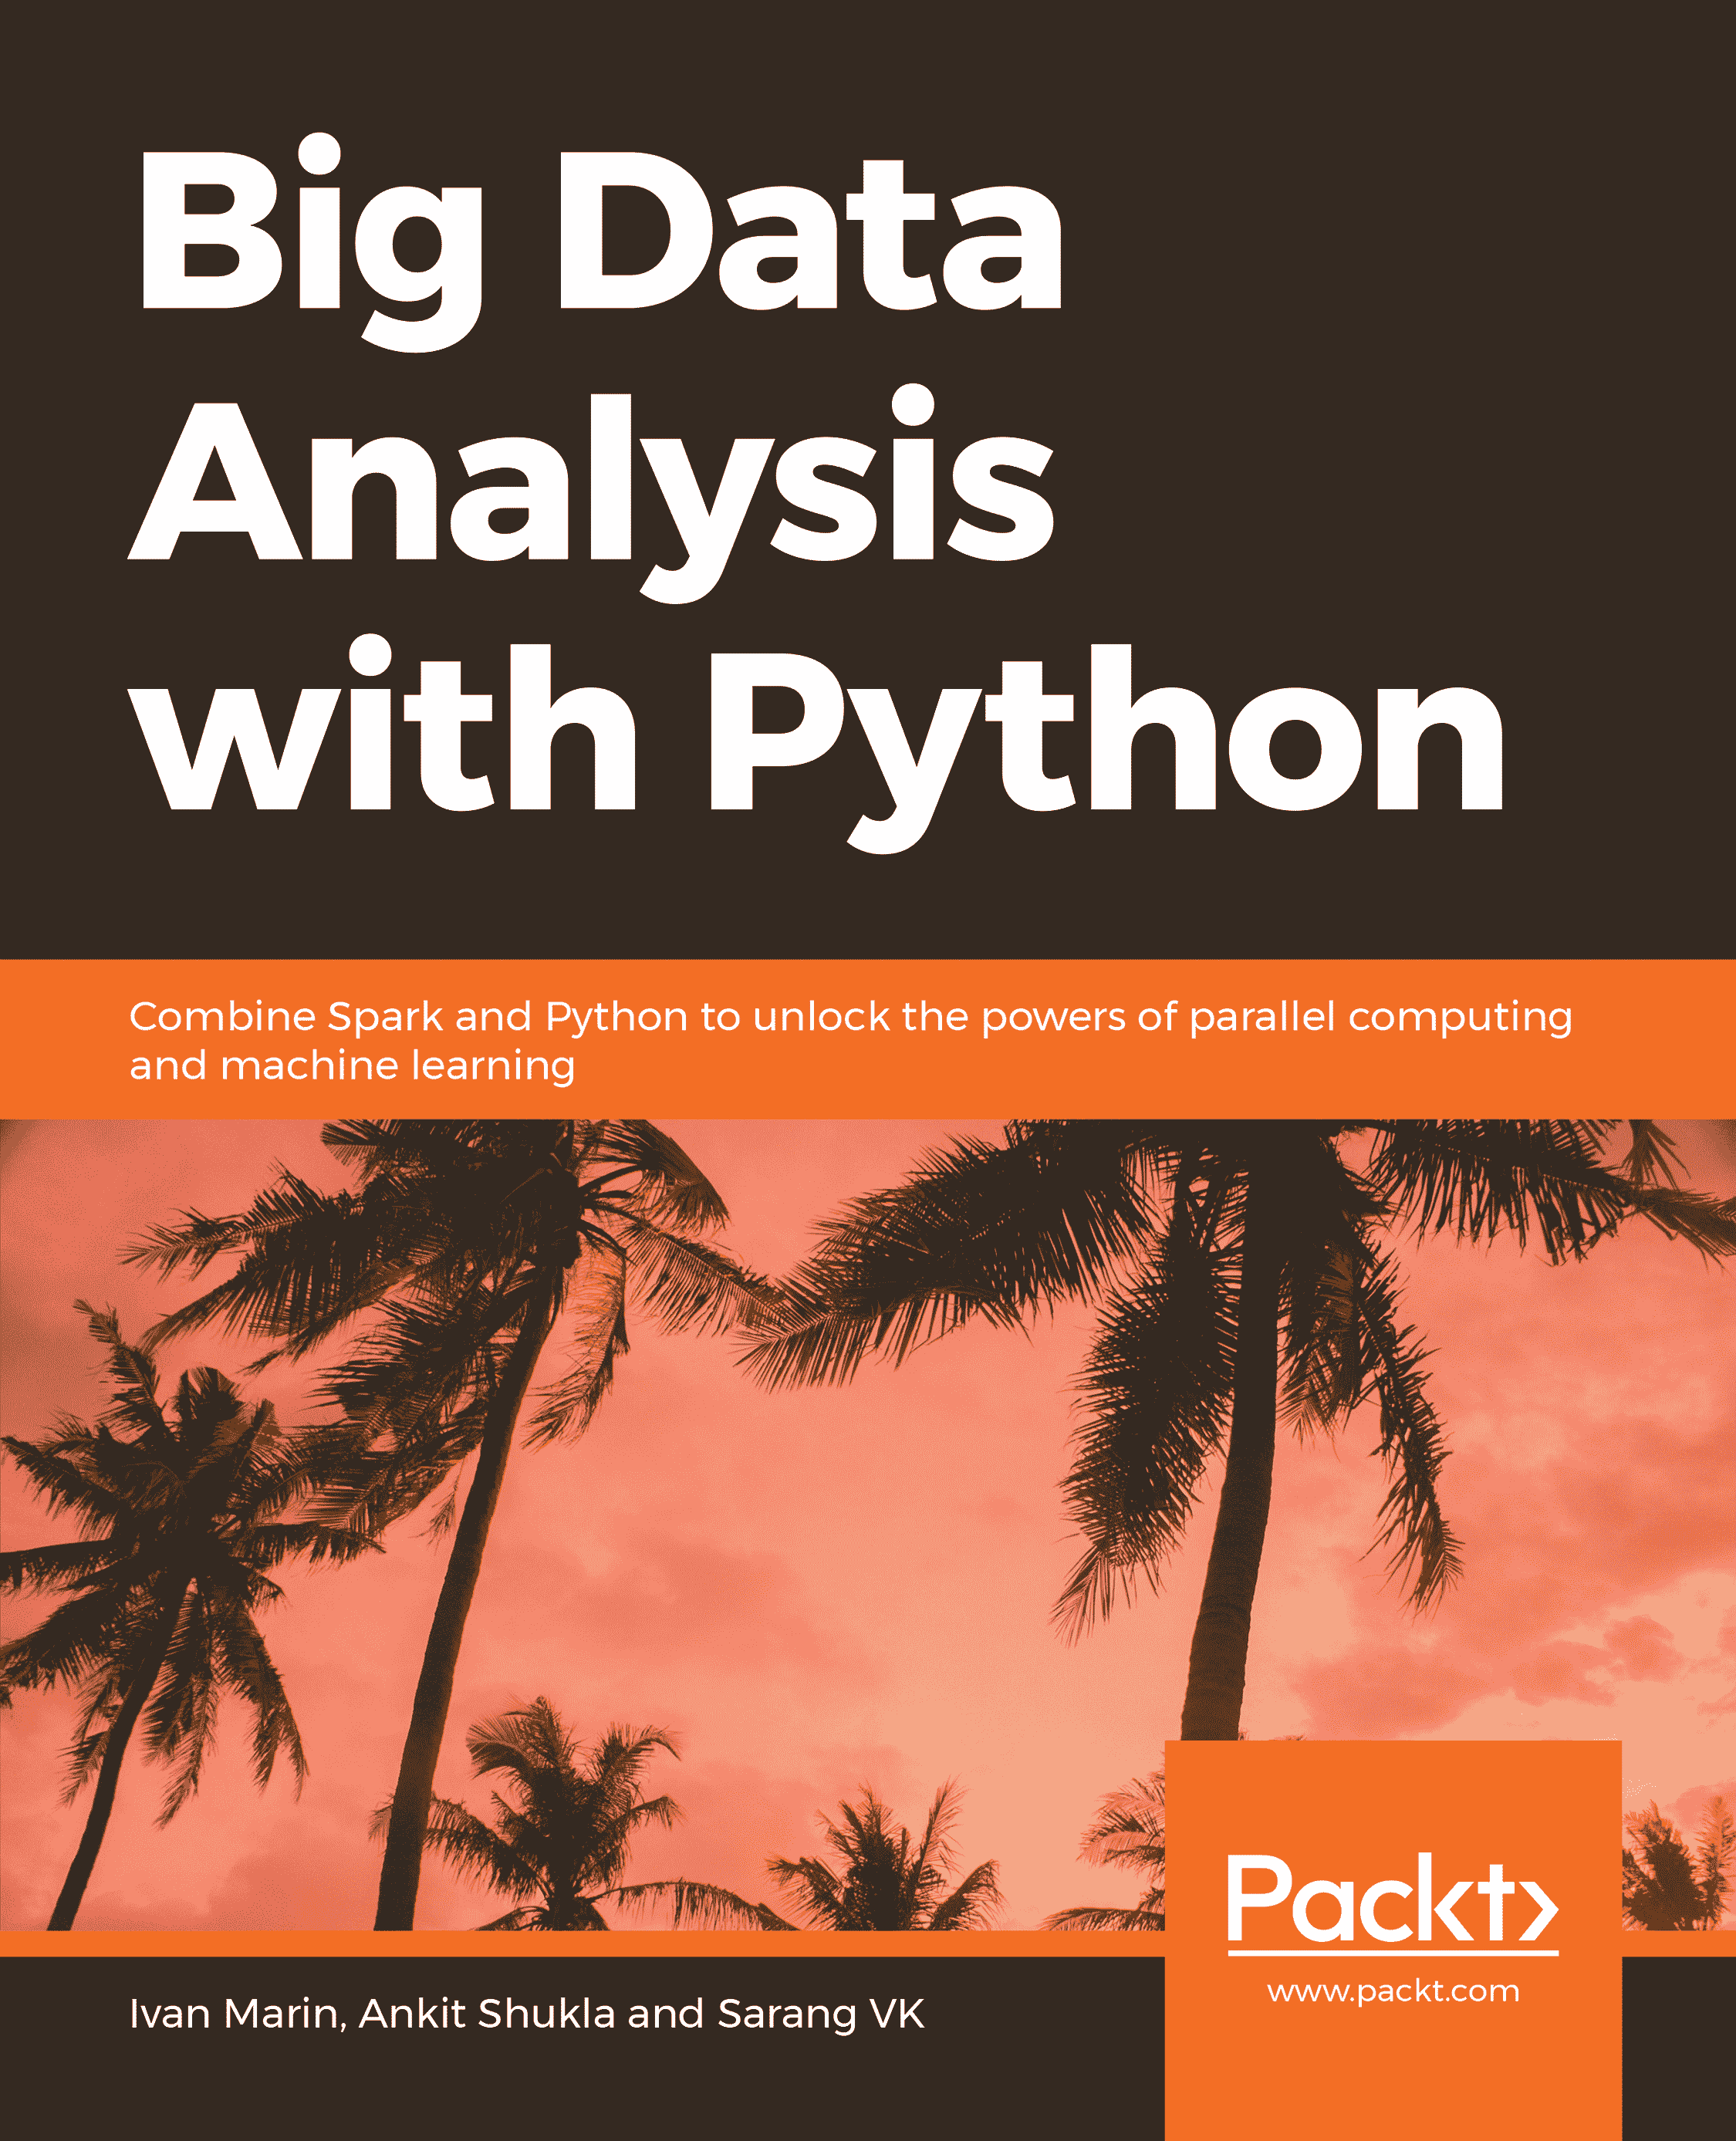 Big Data
Analysis
with Python
Combine Spark and Python to unlock the powers of parallel computing
and machine learning
Packt>
www.packt.com
Ivan Marin, Ankit Shukla and Sarang VK